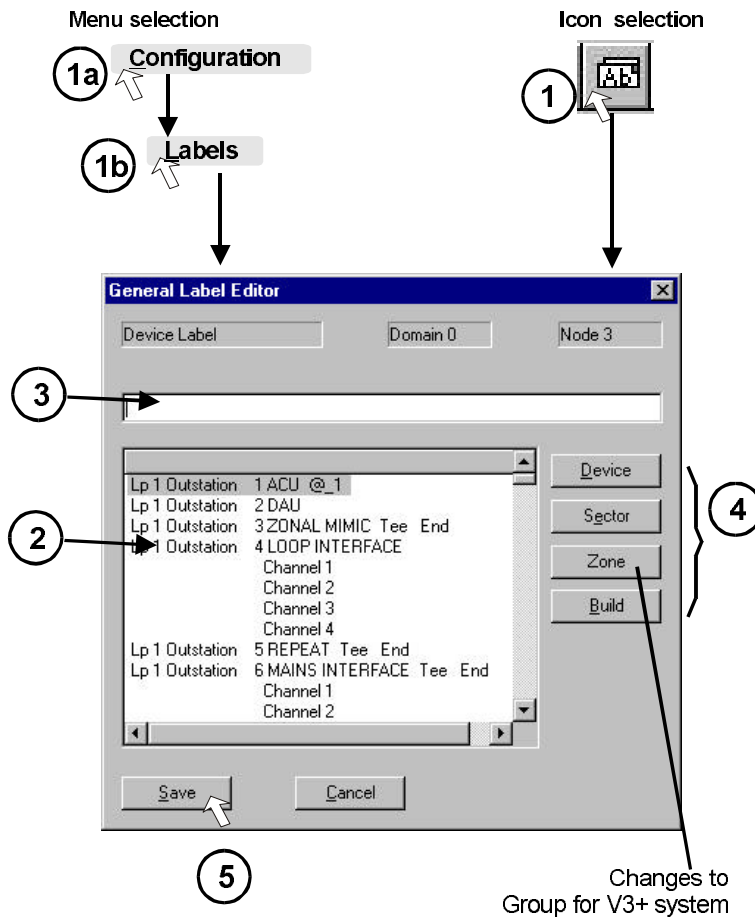 Menu selection
Icon selection
1a
Configuration
1
Ab
1b
Labels
General Label Editor
Device Label
Domain 0
Node 3
3
2
Lp 1 Outstation 1 ACU @_1
Lp 1 Outstation 2 DAU
Lp 1 Outstation 3 ZONAL MIMIC Tee End
Lp 1 Outstation 4 LOOP INTERFACE
Channel 1
Channel 2
Channel 3
Channel 4
Lp 1 Outstation 5 REPEAT Tee End
Lp 1 Outstation 6 MAINS INTERFACE Tee End
Channel 1
Channel 2
Device
Sector
Zone
Build
4
Save
Cancel
5
Changes to
Group for V3+ system